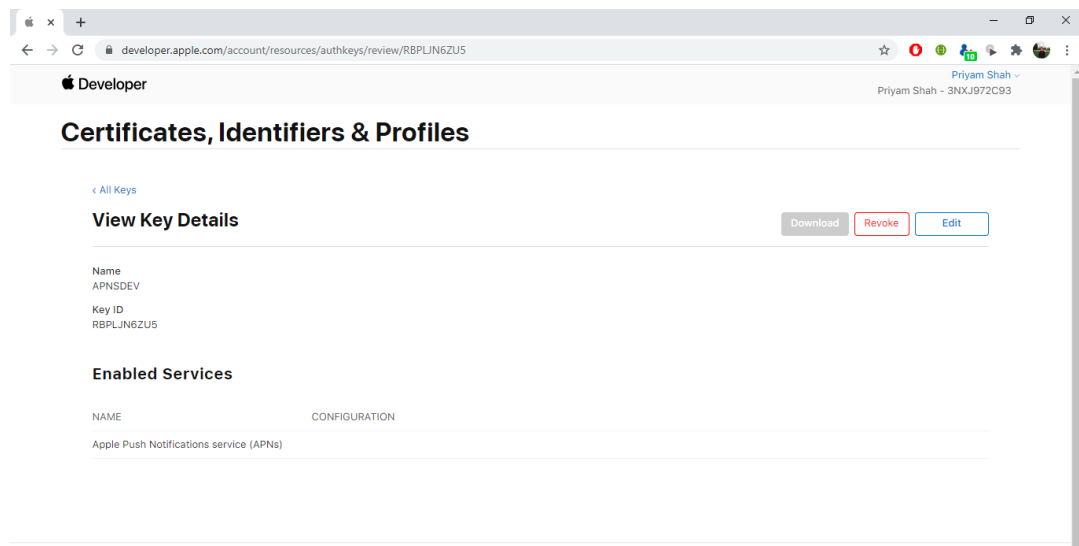 developer.apple.com/account/resources/authkeys/review/RBPLJN6ZU5
10
Developer
Priyam Shah
Priyam Shah - 3NXJ972C93
Certificates, Identifiers & Profiles
‹ All Keys
View Key Details
Download Revoke Edit
Name
APNSDEV
Key ID
RBPLJN6ZU5
Enabled Services
NAME CONFIGURATION
Apple Push Notifications service (APNs)